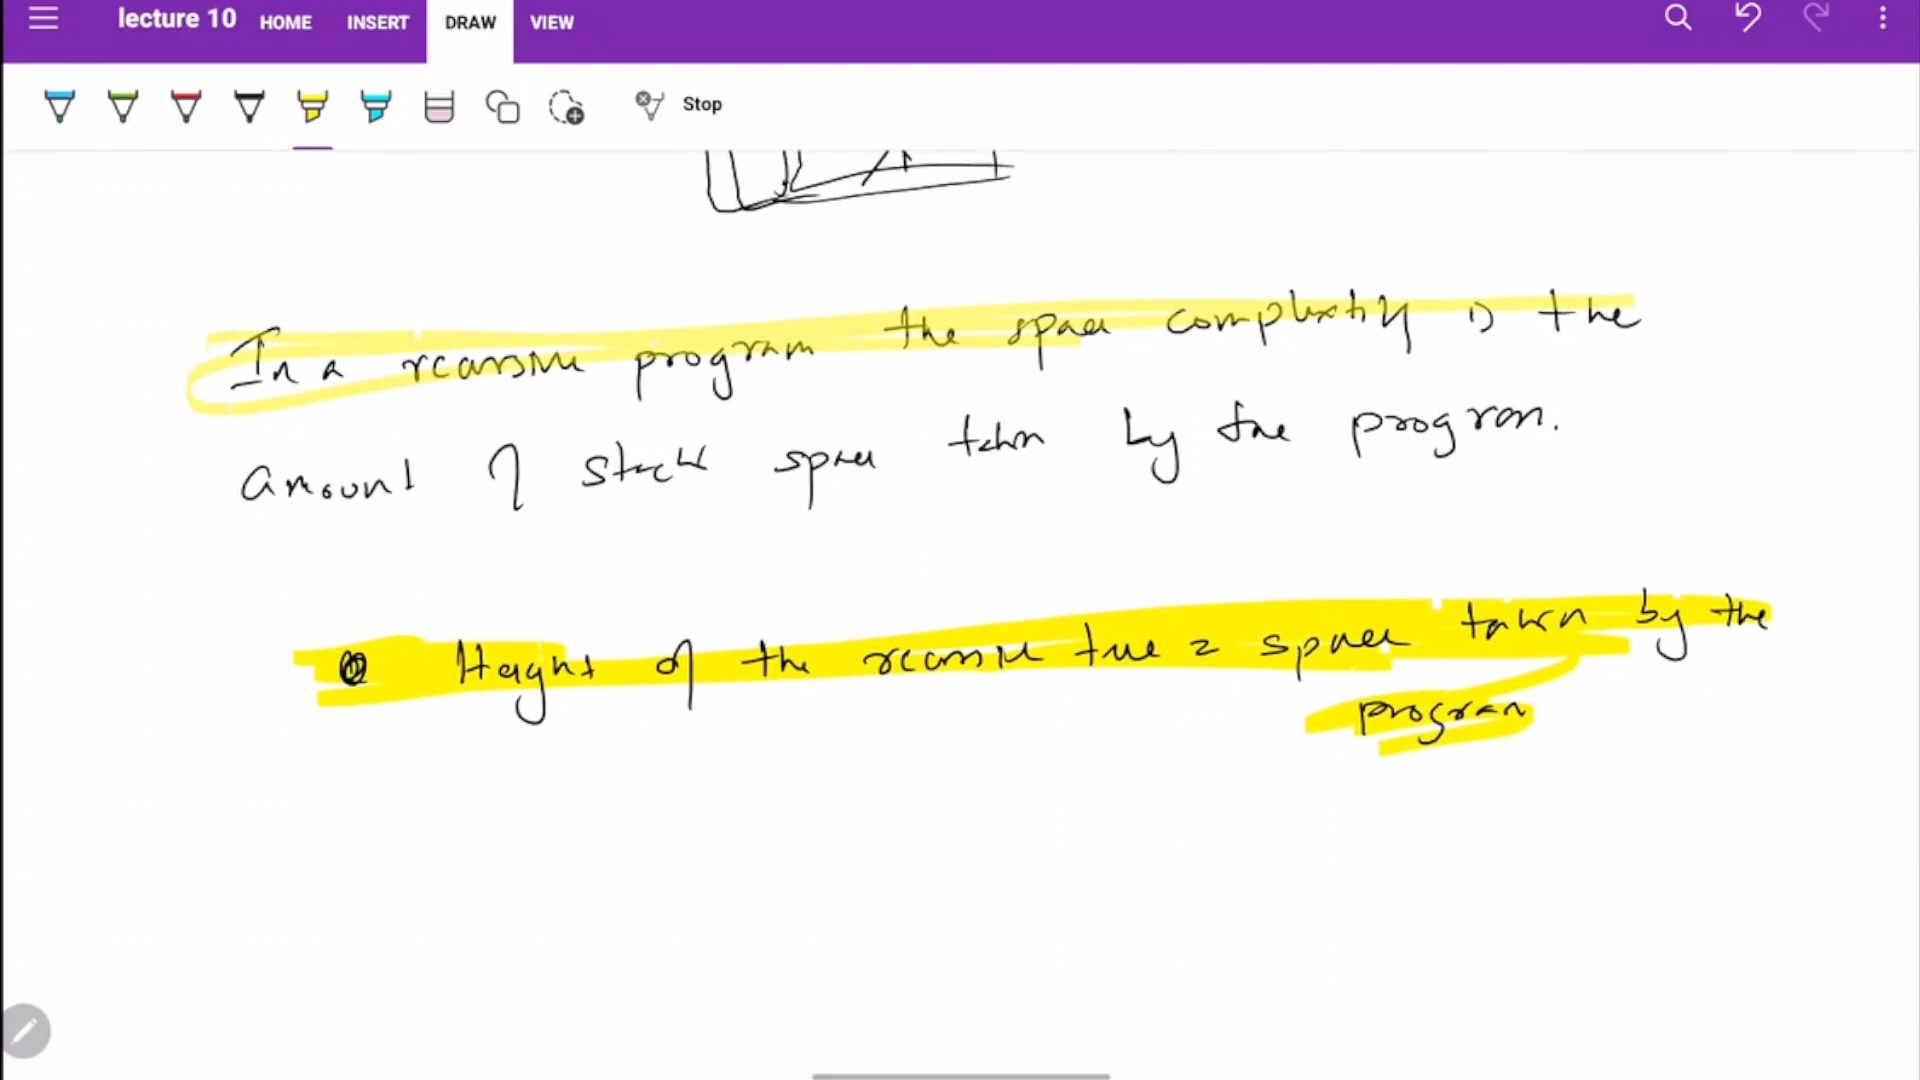 lecture 10 HOME INSERT DRAW VIEW
Stop
In a recursive program the space complexity is the
amount of stack space taken by the program.
Height of the recursive tree = space taken by the
program